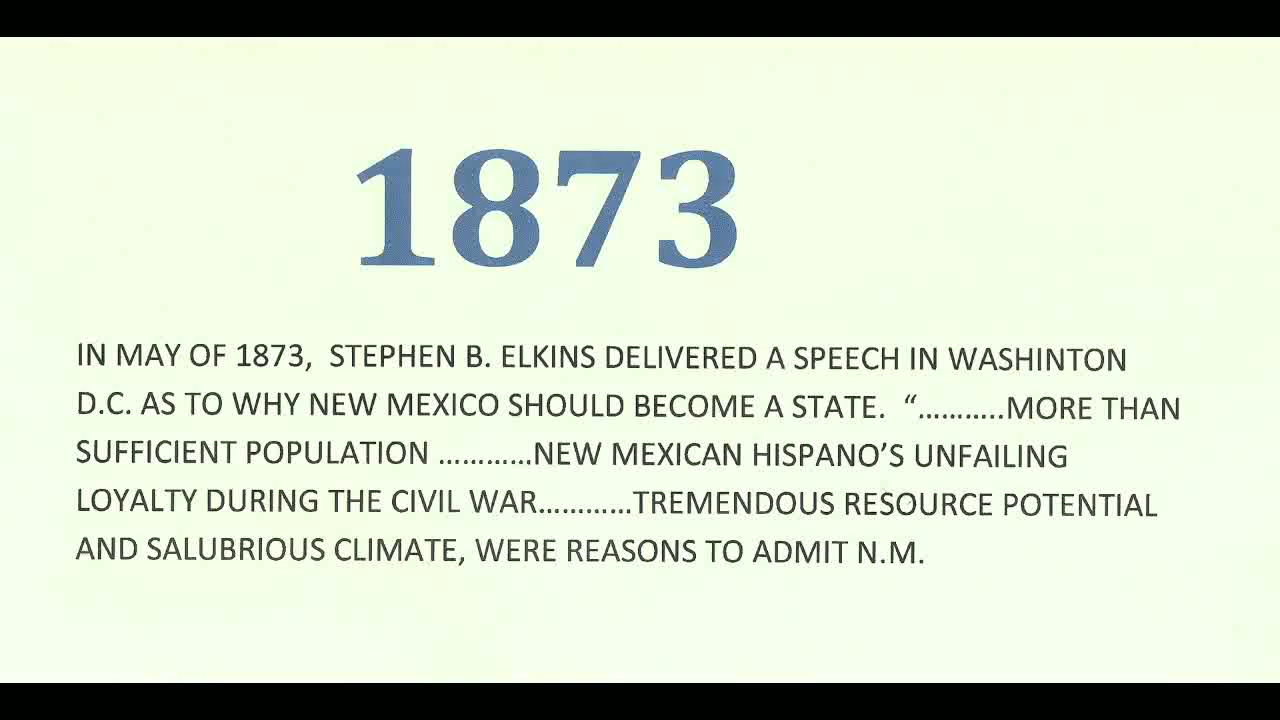 1873
IN MAY OF 1873,  STEPHEN B. ELKINS DELIVERED A SPEECH IN WASHINTON
D.C. AS TO WHY NEW MEXICO SHOULD BECOME A STATE.  “………..MORE THAN
SUFFICIENT POPULATION …………NEW MEXICAN HISPANO’S UNFAILING
LOYALTY DURING THE CIVIL WAR…………TREMENDOUS RESOURCE POTENTIAL
AND SALUBRIOUS CLIMATE, WERE REASONS TO ADMIT N.M.